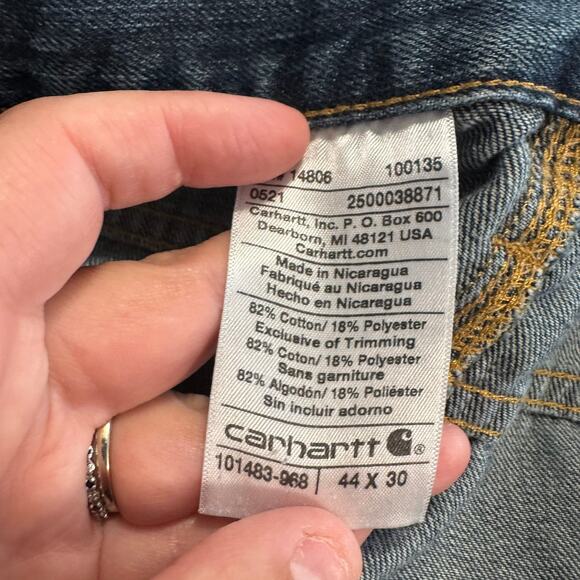 14806 100135
0521 2500038871
Carhartt, Inc. P. O. Box 600
Dearborn, MI 48121 USA
Carhartt.com
Made in Nicaragua
Fabriqué au Nicaragua
Hecho en Nicaragua
82% Cotton/ 18% Polyester
Exclusive of Trimming
82% Coton/ 18% Polyester
Sans garniture
82% Algodón/ 18% Poliéster
Sin incluir adorno
carhartt ®
101483-968 44 X 30